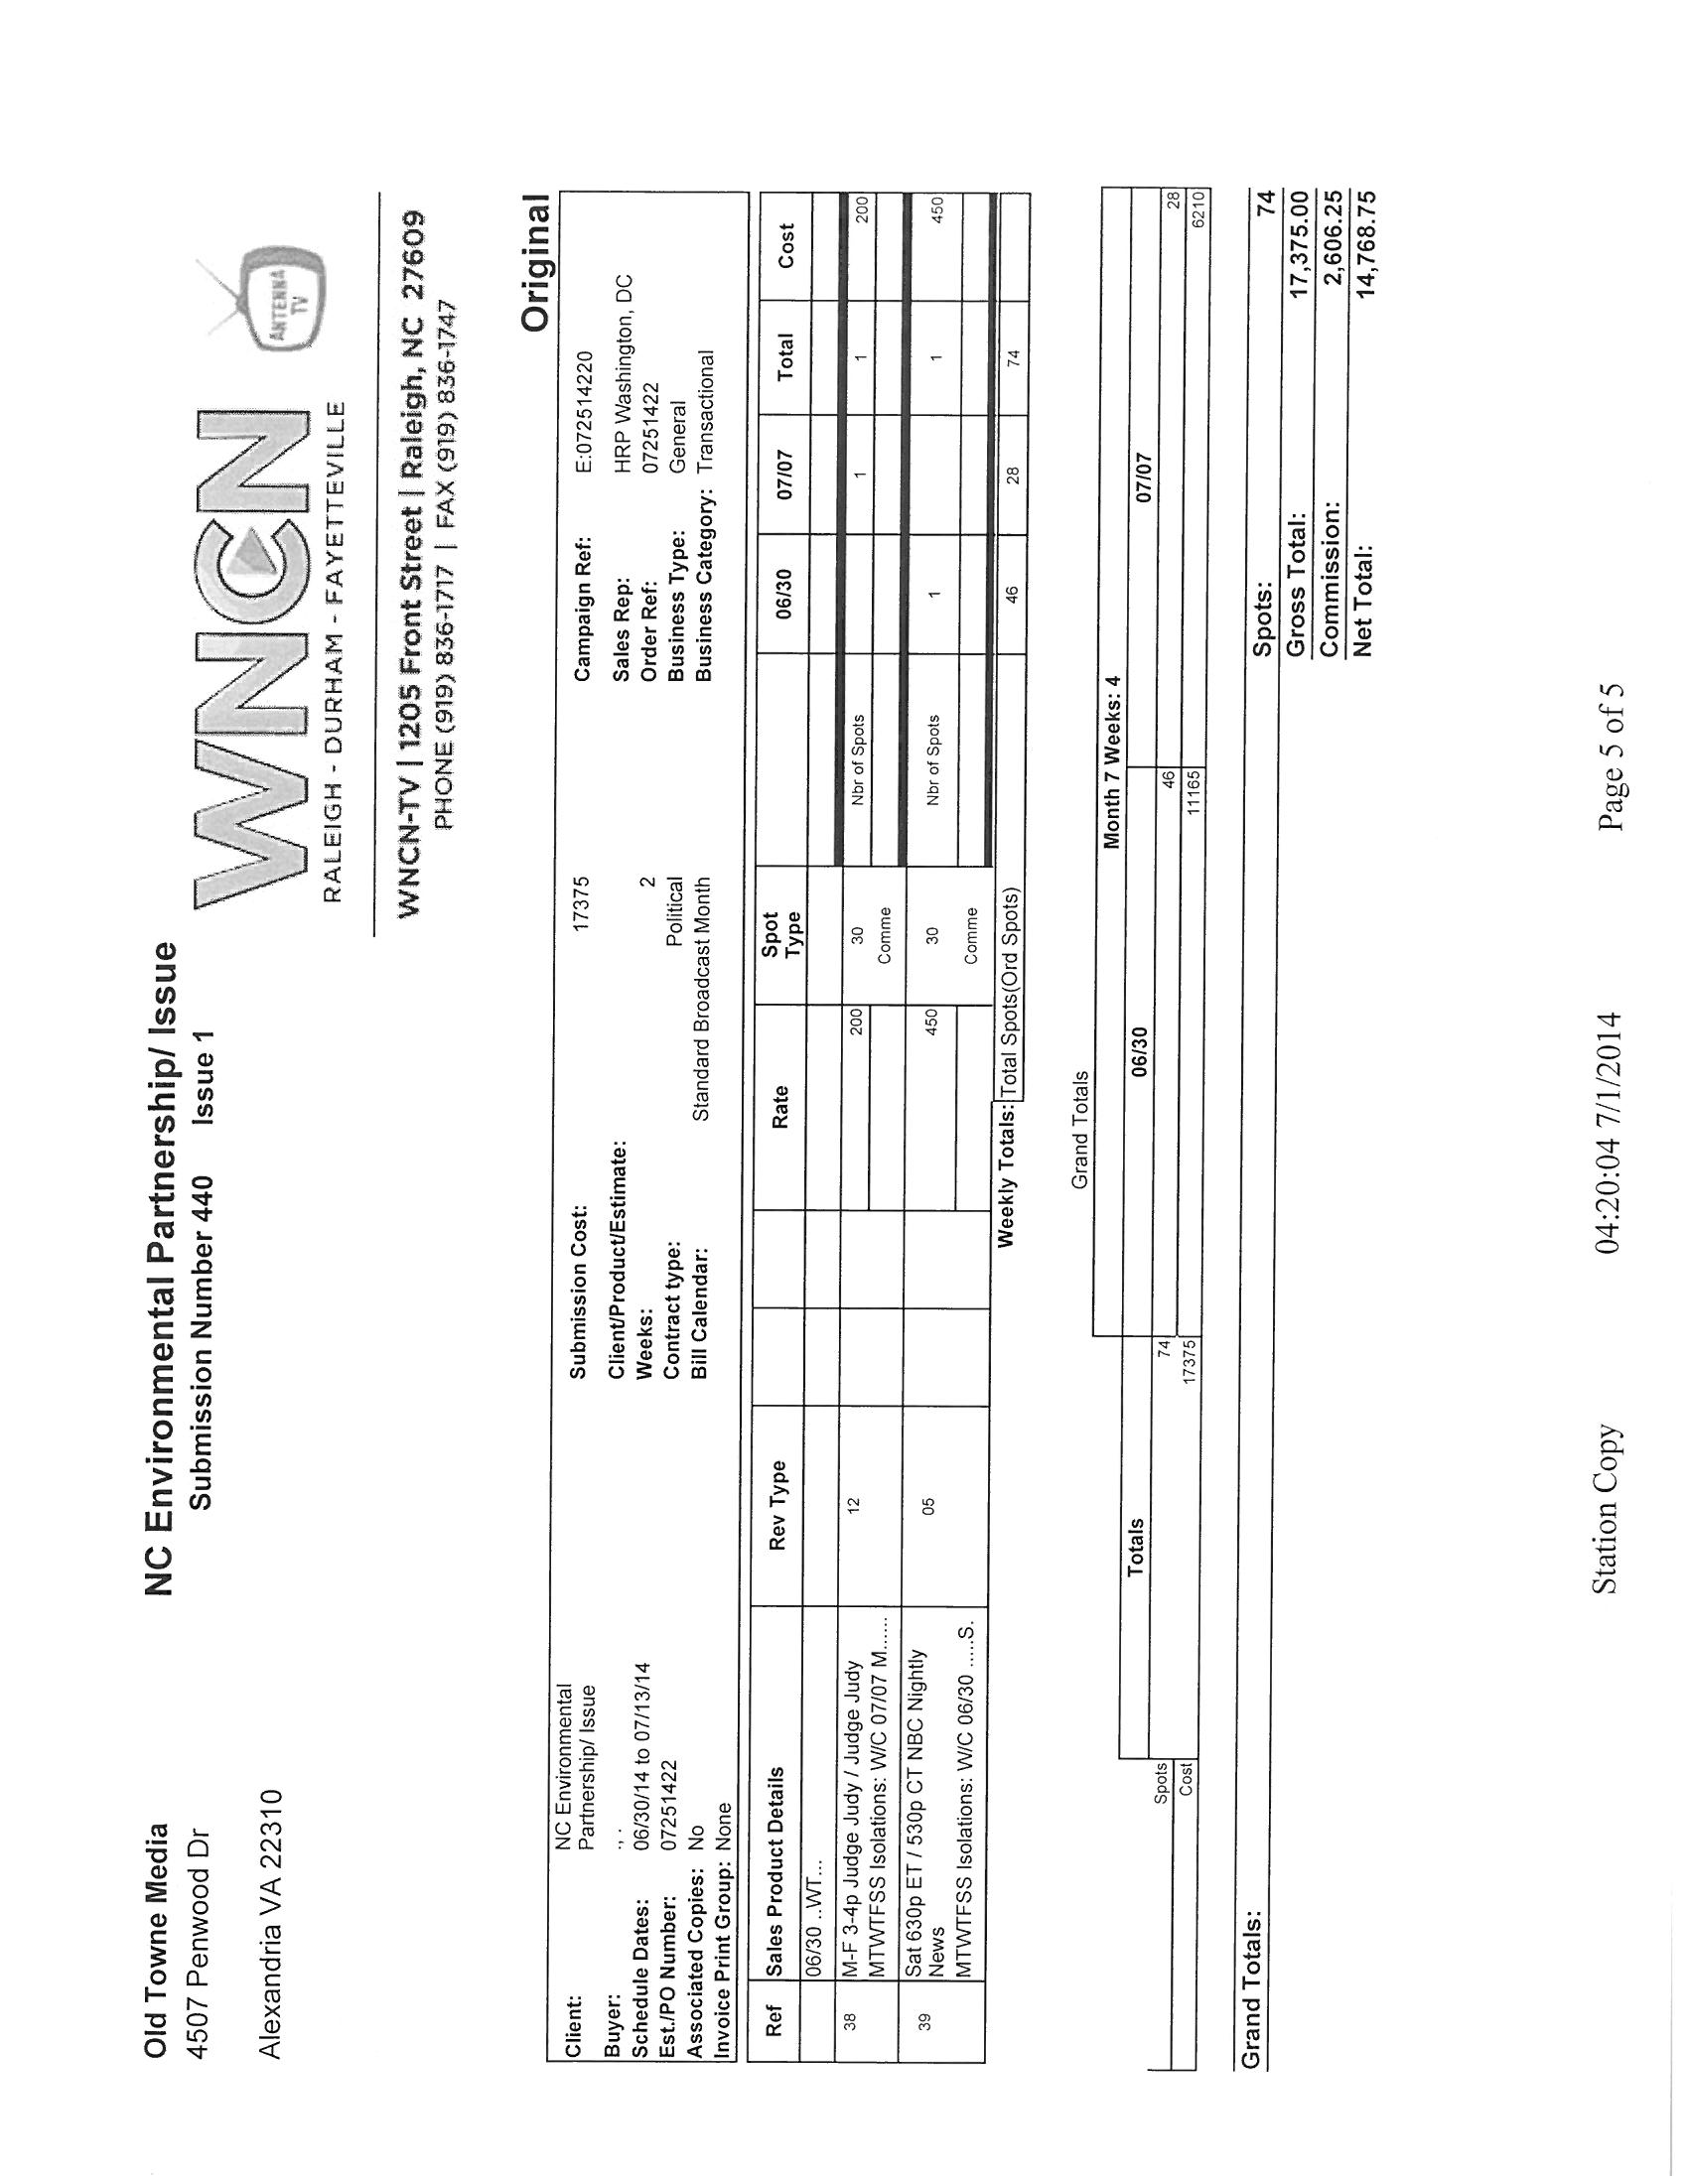 Old Towne Media
4507 Penwood Dr
Alexandria VA 22310
NC Environmental Partnership/ Issue
Submission Number 440 Issue 1
WNCN
RALEIGH - DURHAM - FAYETTEVILLE
ANTENNA
TV
WNCN-TV | 1205 Front Street | Raleigh, NC 27609
PHONE (919) 836-1717 | FAX (919) 836-1747
Original
Client: NC Environmental Submission Cost: 17375 Campaign Ref: E:072514220
Partnership/ Issue
Buyer: ., . Client/Product/Estimate: Sales Rep: HRP Washington, DC
Schedule Dates: 06/30/14 to 07/13/14 Weeks: 2 Order Ref: 07251422
Est./PO Number: 07251422 Contract type: Political Business Type: General
Associated Copies: No Bill Calendar: Standard Broadcast Month Business Category: Transactional
Invoice Print Group: None
Ref Sales Product Details Rev Type Rate Spot Type 06/30 07/07 Total Cost
06/30 ..WT...
38 M-F 3-4p Judge Judy / Judge Judy 12 200 30 Nbr of Spots 1 1 200
MTWTFSS Isolations: W/C 07/07 M...... Comme
39 Sat 630p ET / 530p CT NBC Nightly 05 450 30 Nbr of Spots 1 1 450
News
MTWTFSS Isolations: W/C 06/30 .....S. Comme
Weekly Totals: Total Spots(Ord Spots) 46 28 74
Grand Totals
Month 7 Weeks: 4
Totals 06/30 07/07
Spots 74 46 28
Cost 17375 11165 6210
Grand Totals: Spots: 74
Gross Total: 17,375.00
Commission: 2,606.25
Net Total: 14,768.75
Station Copy 04:20:04 7/1/2014 Page 5 of 5